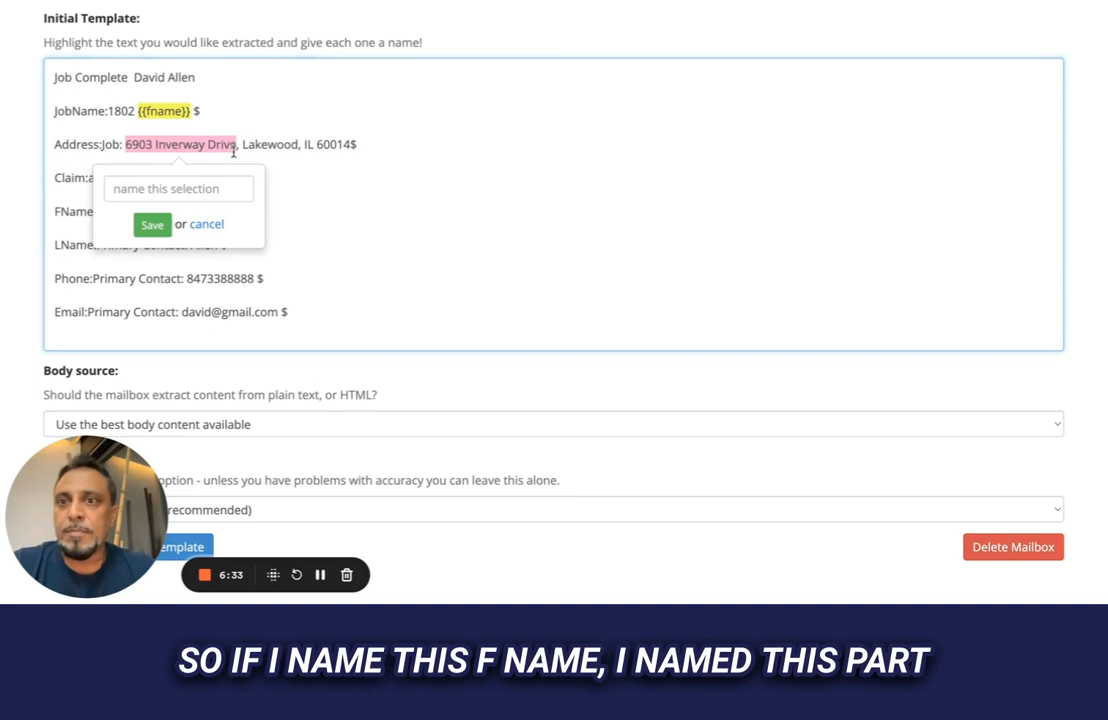 Initial Template:
Highlight the text you would like extracted and give each one a name!
Job Complete  David Allen
JobName:1802 {{fname}} $
Address:Job: 6903 Inverway Drive, Lakewood, IL 60014$
Claim:
name this selection
FName
Save or cancel
LName:
Phone:Primary Contact: 8473388888 $
Email:Primary Contact: david@gmail.com $
Body source:
Should the mailbox extract content from plain text, or HTML?
Use the best body content available
option - unless you have problems with accuracy you can leave this alone.
recommended)
Delete Mailbox
6:33
SO IF I NAME THIS F NAME, I NAMED THIS PART